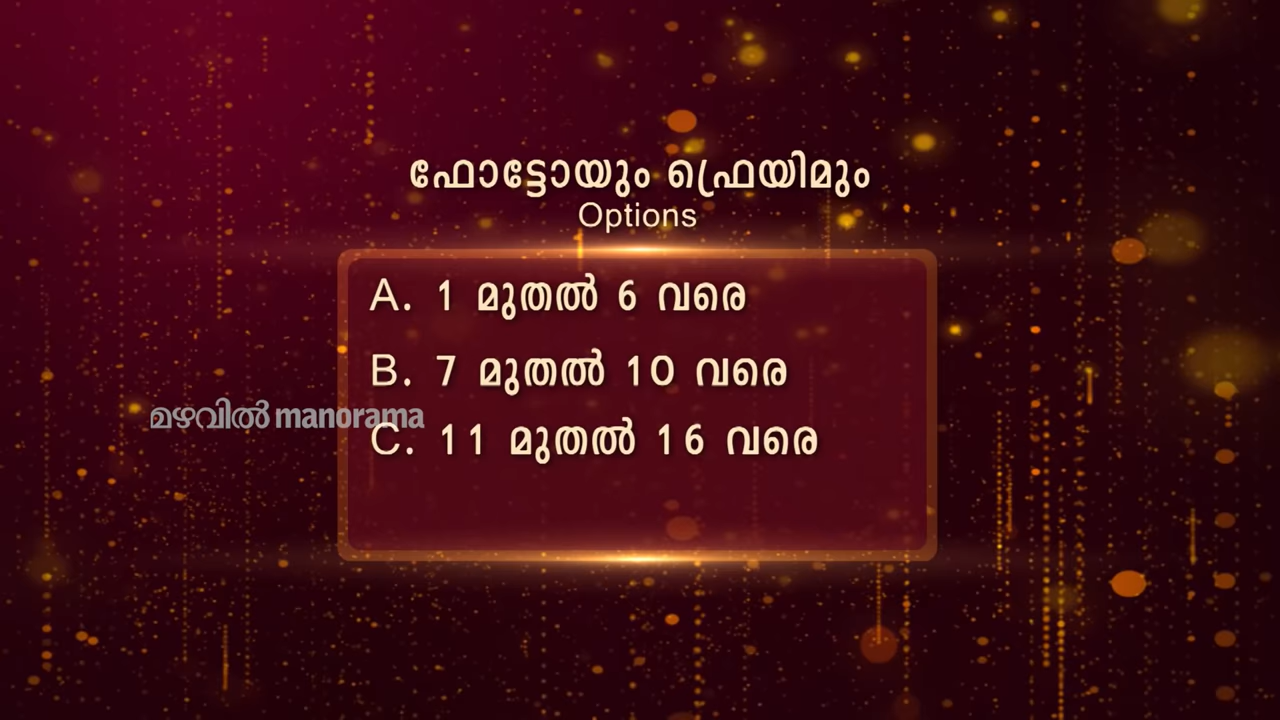 ഫോട്ടോയും ഫ്രെയിമും
Options
A. 1 മുതൽ 6 വരെ
B. 7 മുതൽ 10 വരെ
മഴവിൽ manorama
C. 11 മുതൽ 16 വരെ